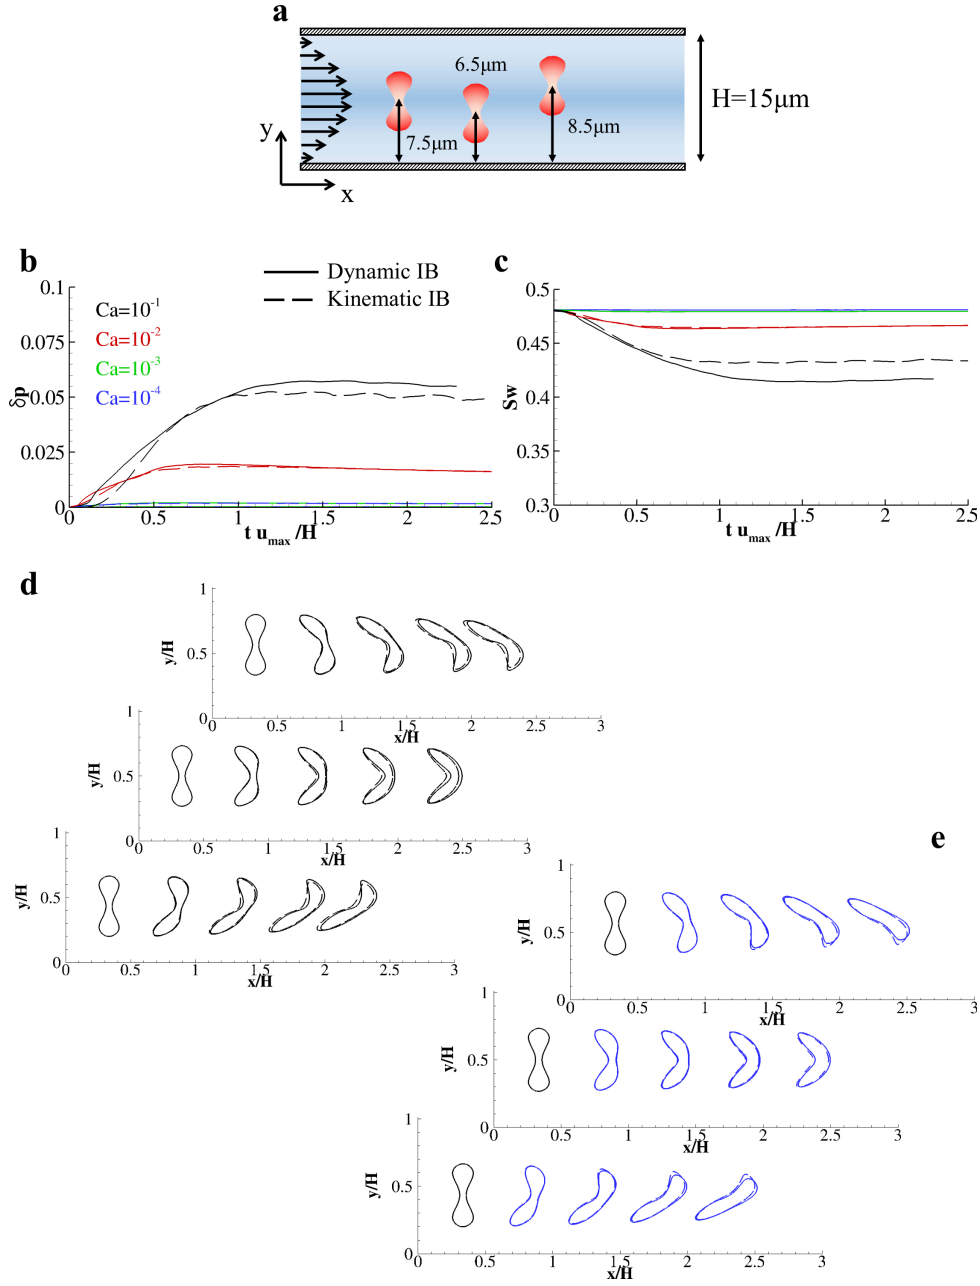 a
6.5μm
7.5μm
8.5μm
H=15μm
y
x
b
Dynamic IB
Kinematic IB
c
0.1
0.075
0.05
0.025
0
δp
Ca=10-1
Ca=10-2
Ca=10-3
Ca=10-4
0 0.5 1 1.5 2 2.5
t umax /H
0.5
0.45
0.4
0.35
0.3
Sw
0 0.5 1 1.5 2 2.5
t umax /H
d
1
0.5
0
y/H
0 0.5 1 1.5 2 2.5 3
x/H
1
0.5
0
y/H
0 0.5 1 1.5 2 2.5 3
x/H
1
0.5
0
y/H
0 0.5 1 1.5 2 2.5 3
x/H
e
1
0.5
0
y/H
0 0.5 1 1.5 2 2.5 3
x/H
1
0.5
0
y/H
0 0.5 1 1.5 2 2.5 3
x/H
1
0.5
0
y/H
0 0.5 1 1.5 2 2.5 3
x/H